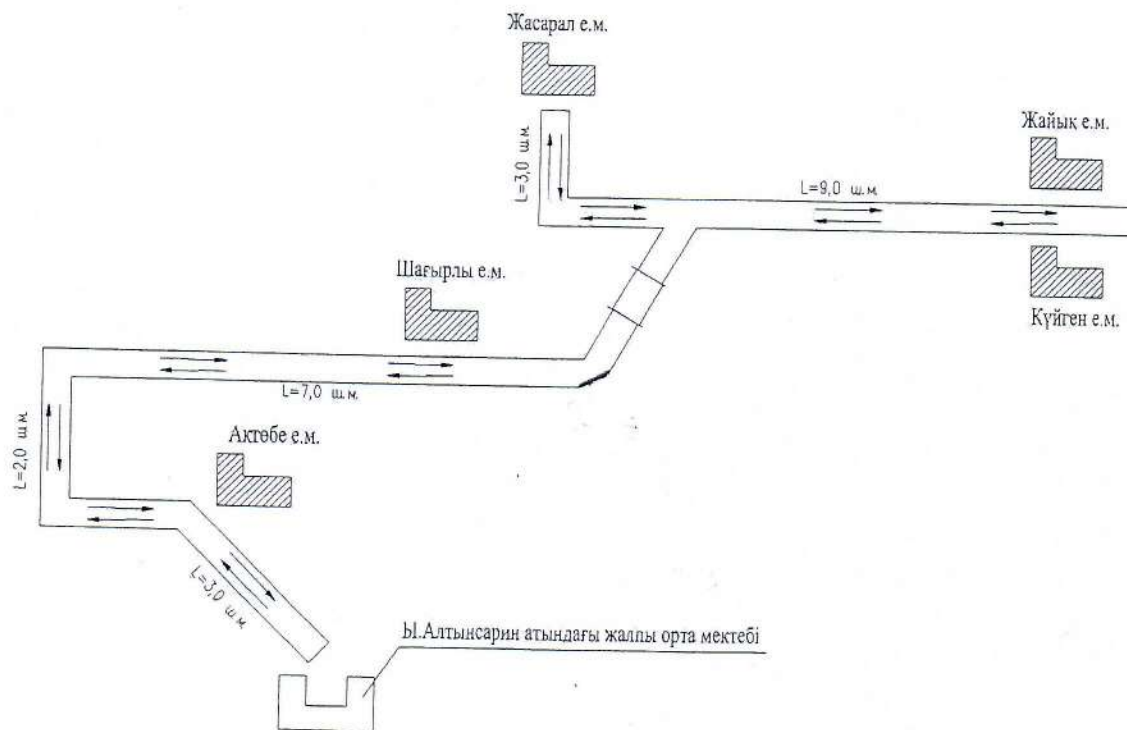 Жасарал е.м.
L=3,0 ш.м.
Жайық е.м.
L=9,0 ш.м.
Шағырлы е.м.
Күйген е.м.
L=7,0 ш.м.
L=2,0 ш.м.
Актөбе е.м.
L=3,0 ш.м.
Ы.Алтынсарин атындағы жалпы орта мектебі